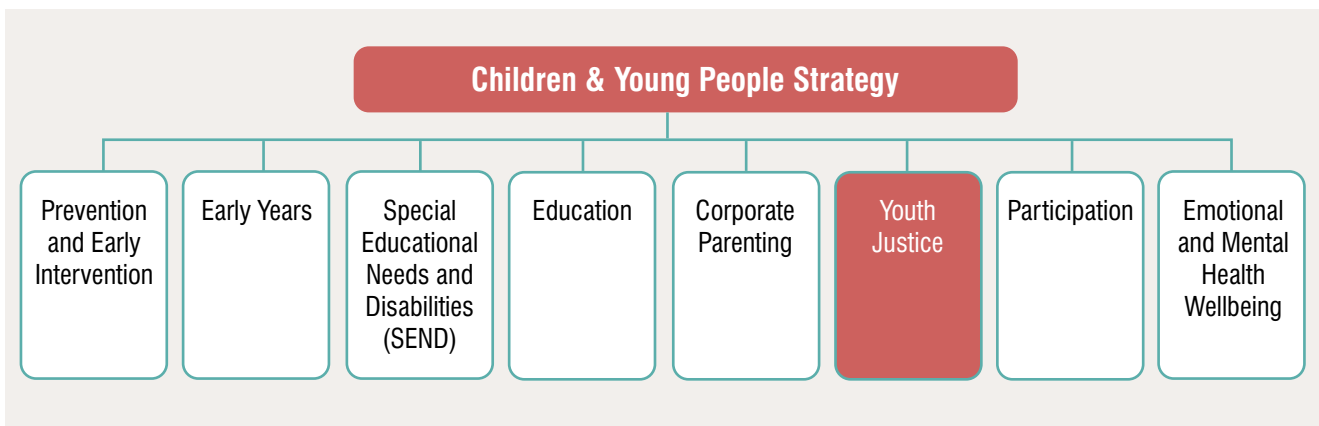 Children & Young People Strategy
Prevention
and Early
Intervention
Early Years
Special
Educational
Needs and
Disabilities
(SEND)
Education
Corporate
Parenting
Youth
Justice
Participation
Emotional
and Mental
Health
Wellbeing